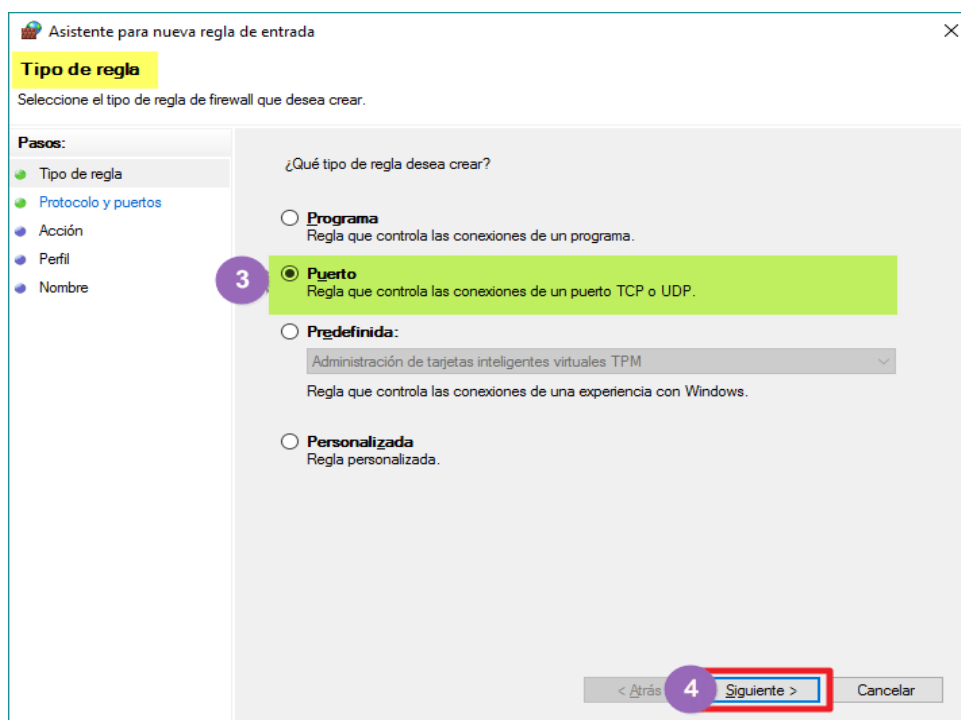 Asistente para nueva regla de entrada
Tipo de regla
Seleccione el tipo de regla de firewall que desea crear.
Pasos:
Tipo de regla
Protocolo y puertos
Acción
Perfil
Nombre
¿Qué tipo de regla desea crear?
Programa
Regla que controla las conexiones de un programa.
3
Puerto
Regla que controla las conexiones de un puerto TCP o UDP.
Predefinida:
Administración de tarjetas inteligentes virtuales TPM
Regla que controla las conexiones de una experiencia con Windows.
Personalizada
Regla personalizada.
< Atrás 4 Siguiente > Cancelar